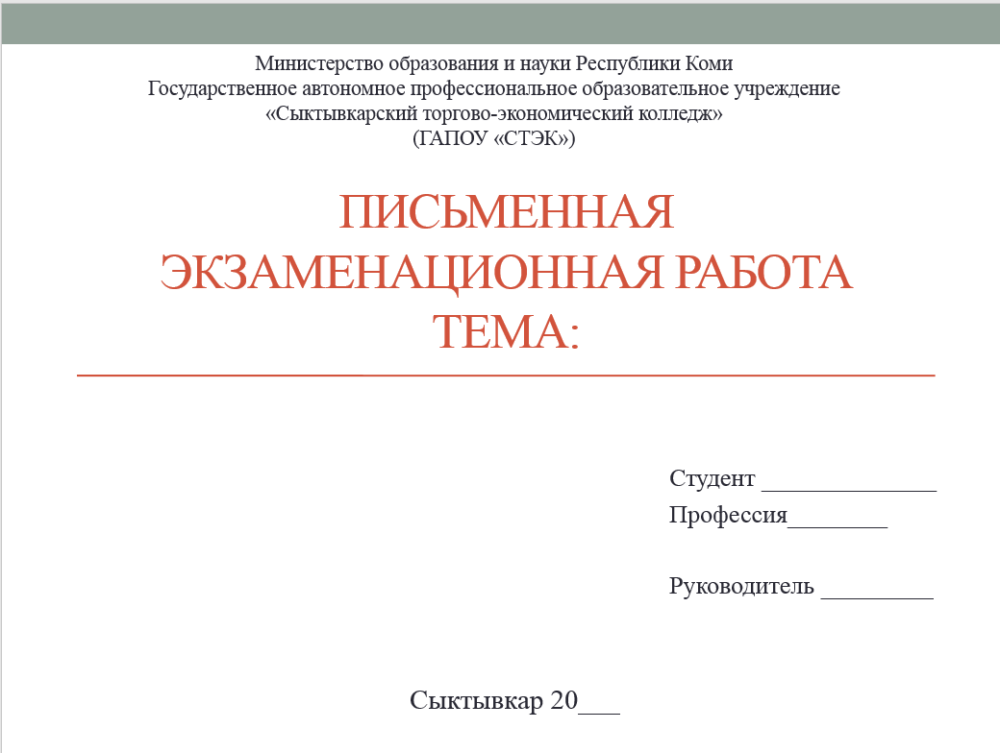 Министерство образования и науки Республики Коми
Государственное автономное профессиональное образовательное учреждение
«Сыктывкарский торгово-экономический колледж»
(ГАПОУ «СТЭК»)
ПИСЬМЕННАЯ
ЭКЗАМЕНАЦИОННАЯ РАБОТА
ТЕМА:
Студент ______________
Профессия________
Руководитель _________
Сыктывкар 20___